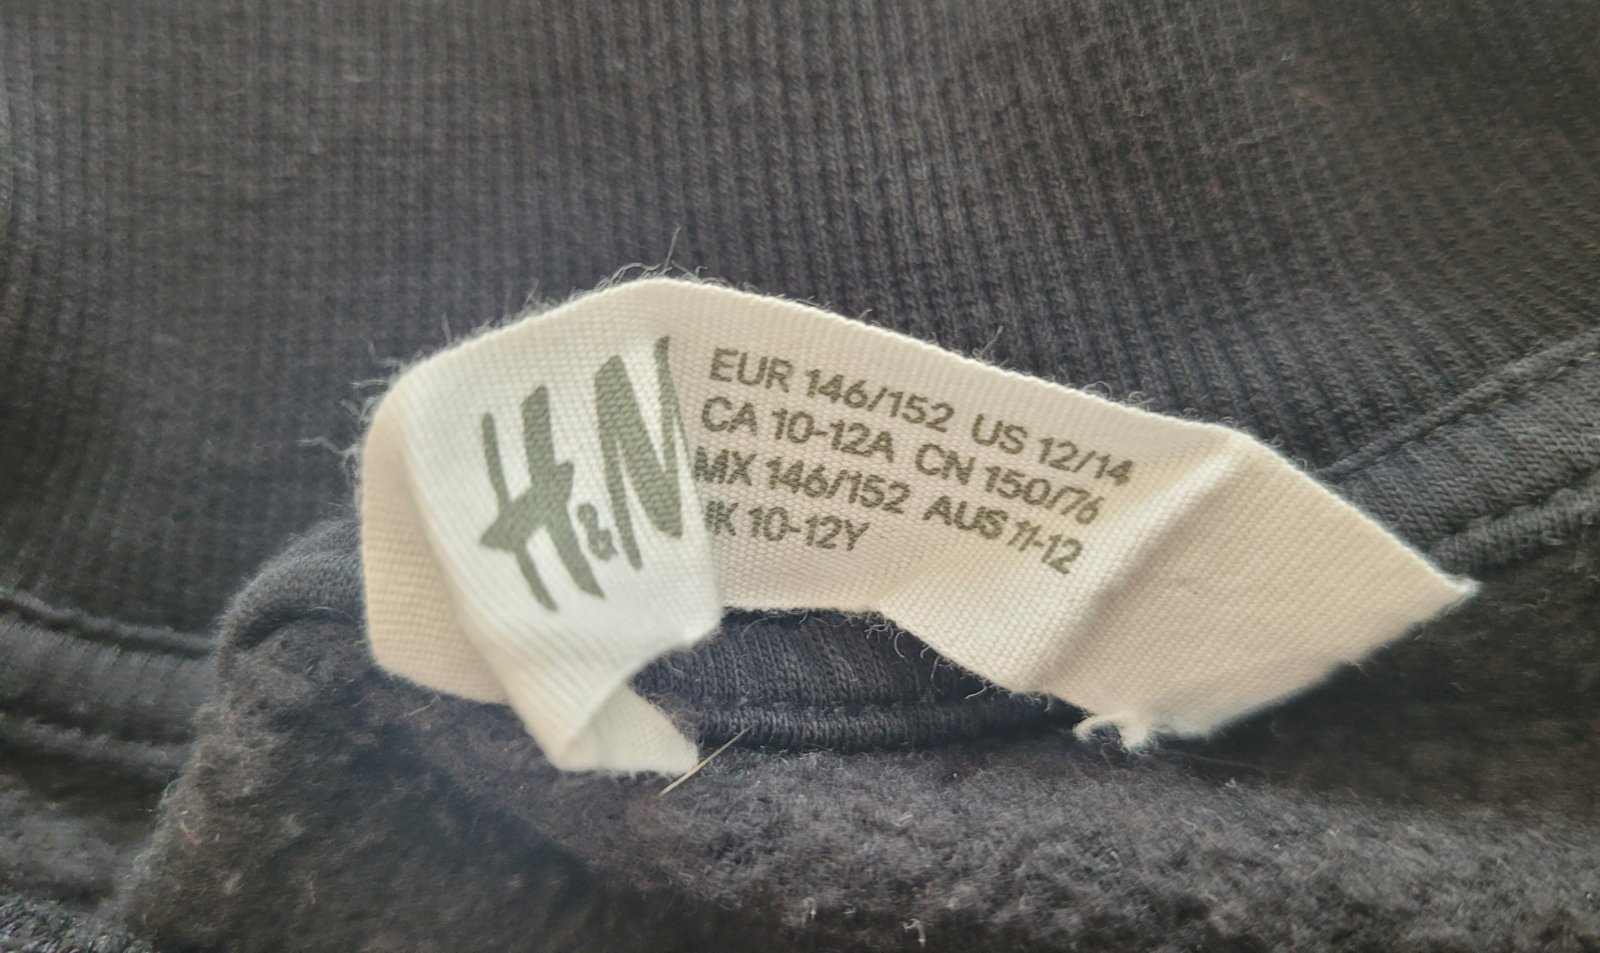 H&M
EUR 146/152 US 12/14
CA 10-12A CN 150/76
MX 146/152 AUS 11-12
UK 10-12Y